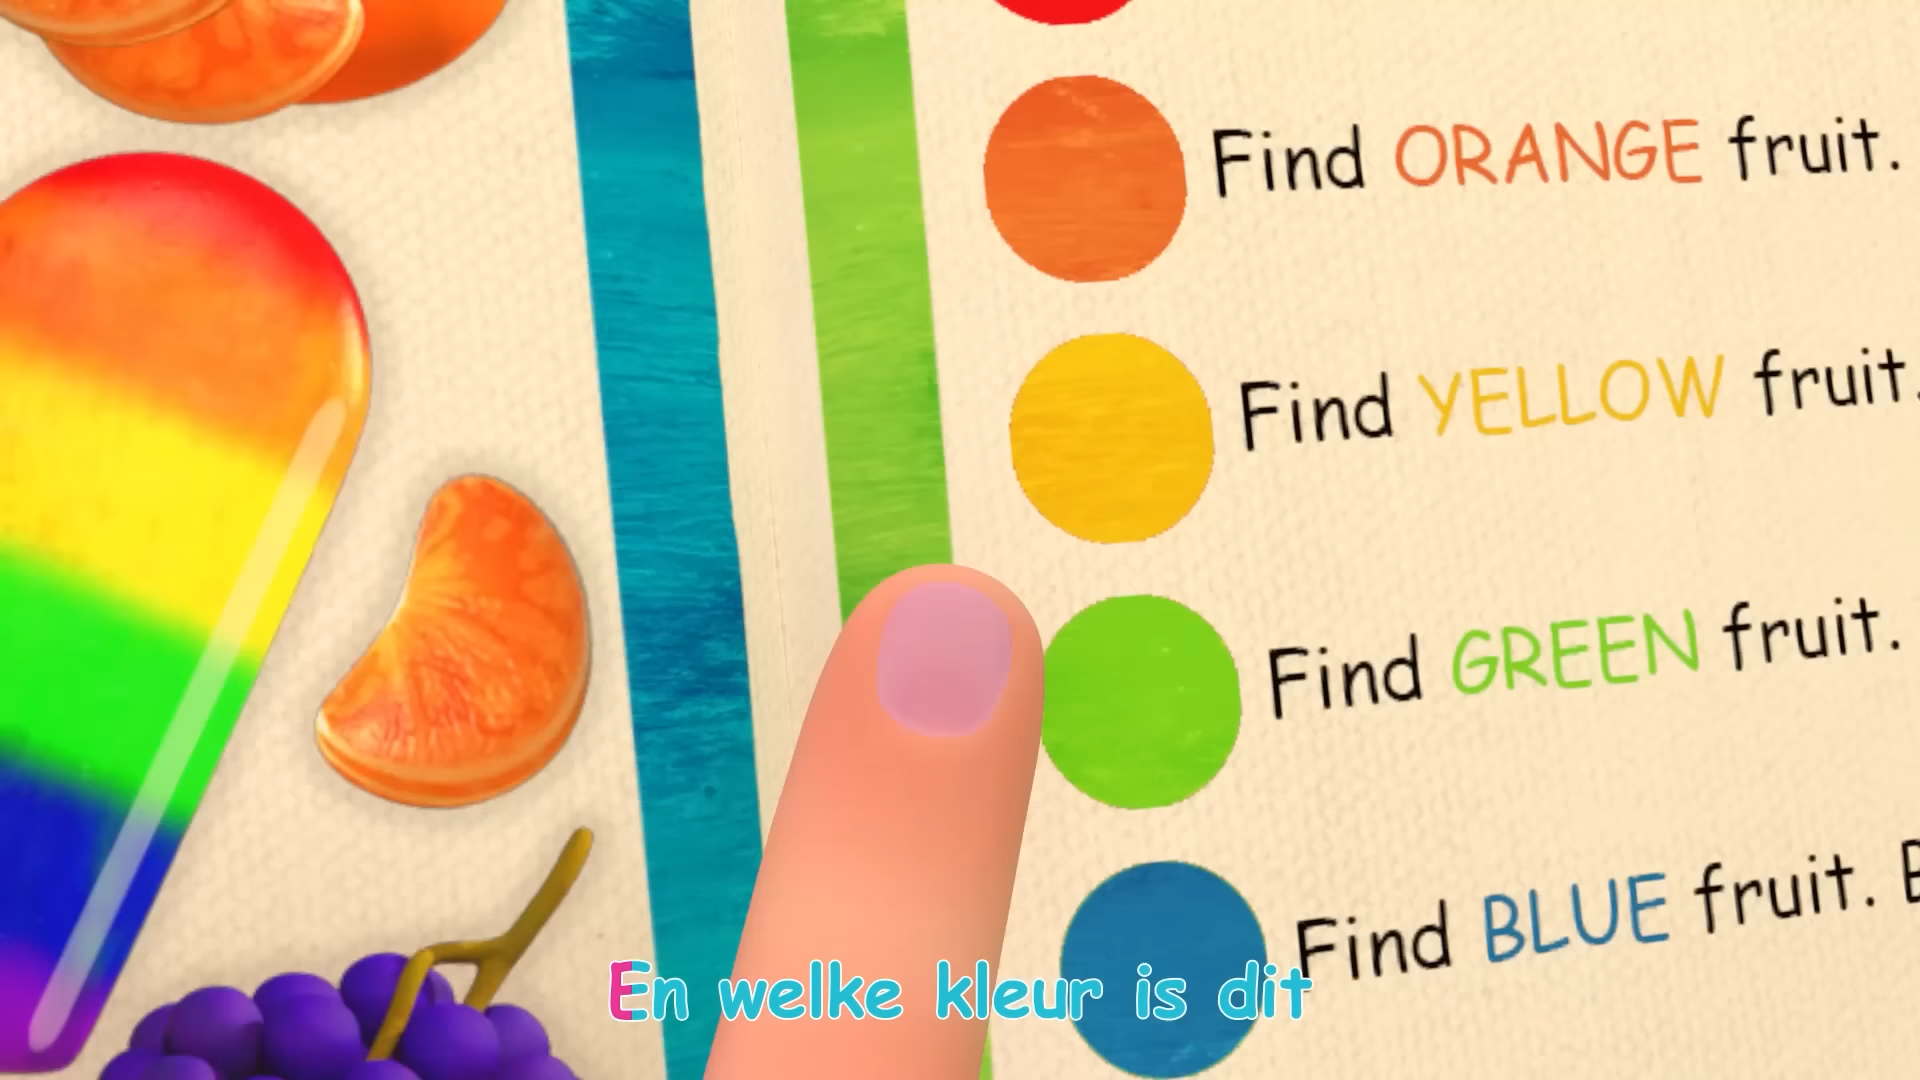 Find ORANGE fruit.
Find YELLOW fruit.
Find GREEN fruit.
Find BLUE fruit.
En welke kleur is dit